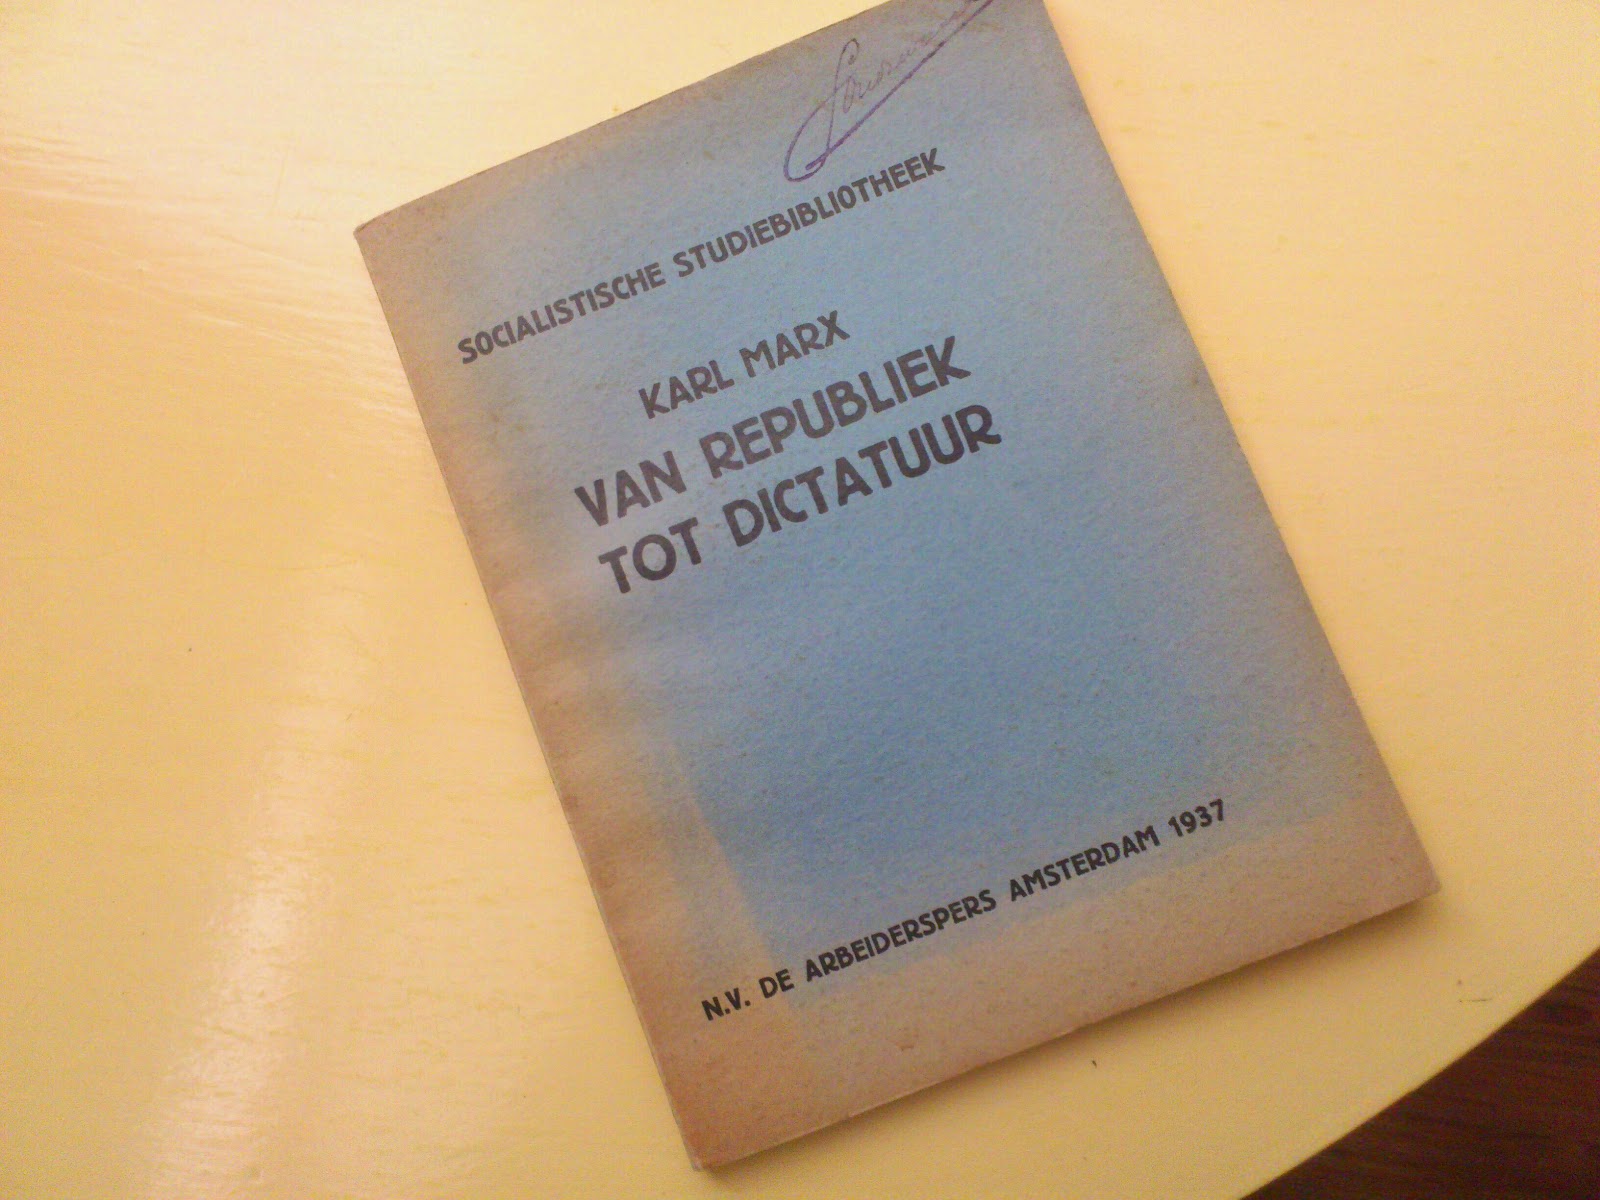 SOCIALISTISCHE STUDIEBIBLIOTHEEK
KARL MARX
VAN REPUBLIEK
TOT DICTATUUR
N.V. DE ARBEIDERSPERS AMSTERDAM 1937